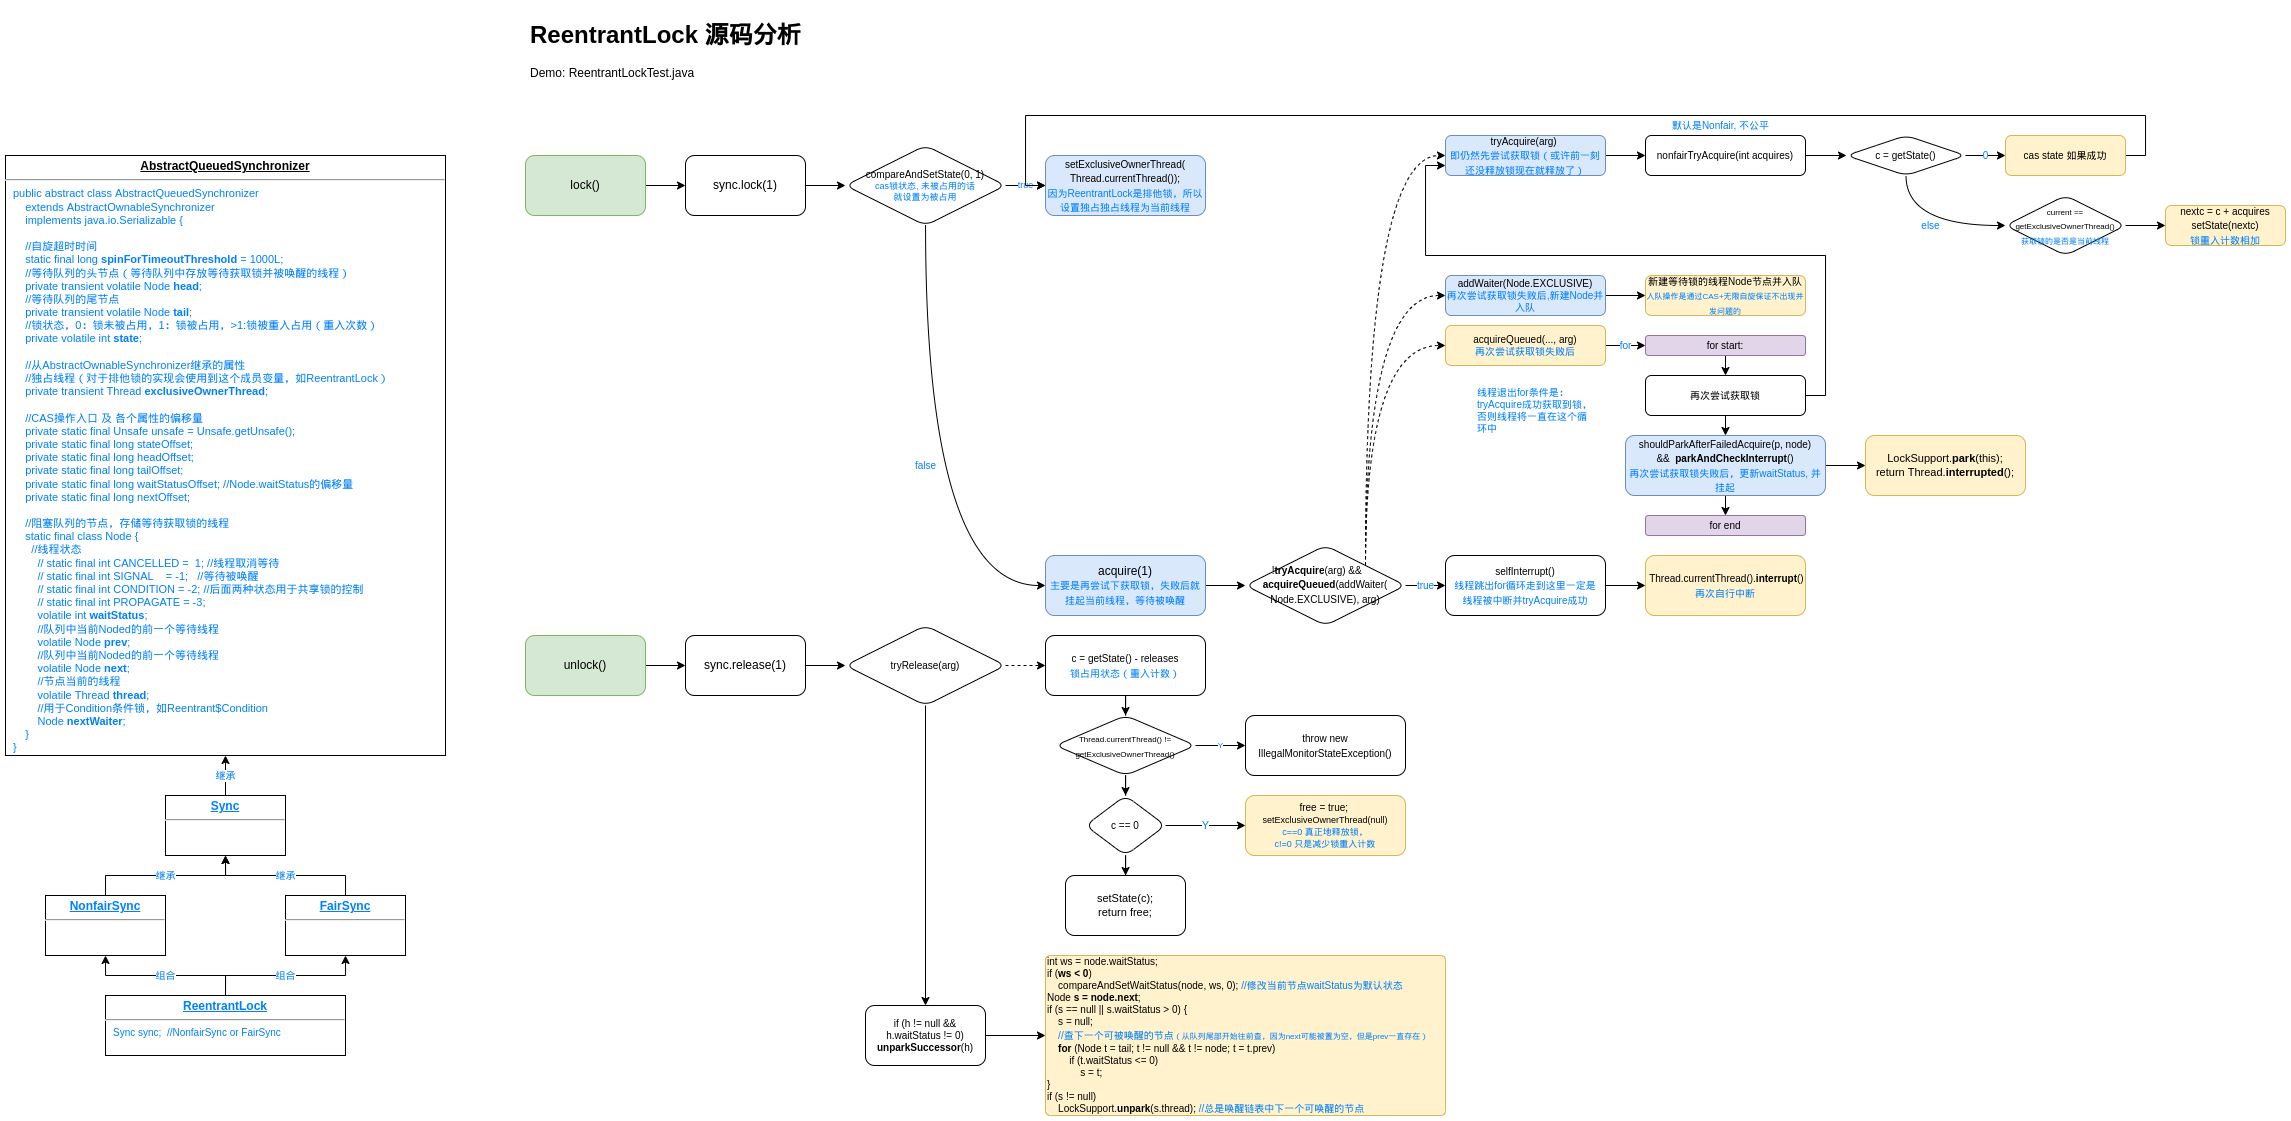 ReentrantLock 源码分析
Demo: ReentrantLockTest.java
AbstractQueuedSynchronizer
public abstract class AbstractQueuedSynchronizer
extends AbstractOwnableSynchronizer
implements java.io.Serializable {
//自旋超时时间
static final long spinForTimeoutThreshold = 1000L;
//等待队列的头节点（等待队列中存放等待获取锁并被唤醒的线程）
private transient volatile Node head;
//等待队列的尾节点
private transient volatile Node tail;
//锁状态，0：锁未被占用，1：锁被占用，>1:锁被重入占用（重入次数）
private volatile int state;
//从AbstractOwnableSynchronizer继承的属性
//独占线程（对于排他锁的实现会使用到这个成员变量，如ReentrantLock）
private transient Thread exclusiveOwnerThread;
//CAS操作入口 及 各个属性的偏移量
private static final Unsafe unsafe = Unsafe.getUnsafe();
private static final long stateOffset;
private static final long headOffset;
private static final long tailOffset;
private static final long waitStatusOffset; //Node.waitStatus的偏移量
private static final long nextOffset;
//阻塞队列的节点，存储等待获取锁的线程
static final class Node {
//线程状态
// static final int CANCELLED =  1; //线程取消等待
// static final int SIGNAL    = -1;   //等待被唤醒
// static final int CONDITION = -2; //后面两种状态用于共享锁的控制
// static final int PROPAGATE = -3;
volatile int waitStatus;
//队列中当前Noded的前一个等待线程
volatile Node prev;
//队列中当前Noded的前一个等待线程
volatile Node next;
//节点当前的线程
volatile Thread thread;
//用于Condition条件锁，如Reentrant$Condition
Node nextWaiter;
}
}
继承
Sync
继承
继承
NonfairSync
FairSync
组合
组合
ReentrantLock
Sync sync;  //NonfairSync or FairSync
lock()
sync.lock(1)
compareAndSetState(0, 1)
cas锁状态, 未被占用的话
就设置为被占用
true
setExclusiveOwnerThread(
Thread.currentThread());
因为ReentrantLock是排他锁，所以
设置独占独占线程为当前线程
false
tryAcquire(arg)
即仍然先尝试获取锁（或许前一刻
还没释放锁现在就释放了）
默认是Nonfair, 不公平
nonfairTryAcquire(int acquires)
c = getState()
0
cas state 如果成功
else
current ==
getExclusiveOwnerThread()
获取锁的是否是当前线程
nextc = c + acquires
setState(nextc)
锁重入计数相加
addWaiter(Node.EXCLUSIVE)
再次尝试获取锁失败后,新建Node并
入队
新建等待锁的线程Node节点并入队
入队操作是通过CAS+无限自旋保证不出现并
发问题的
acquireQueued(..., arg)
再次尝试获取锁失败后
for
for start:
线程退出for条件是：
tryAcquire成功获取到锁，
否则线程将一直在这个循
环中
再次尝试获取锁
shouldParkAfterFailedAcquire(p, node)
&&  parkAndCheckInterrupt()
再次尝试获取锁失败后，更新waitStatus, 并
挂起
LockSupport.park(this);
return Thread.interrupted();
for end
acquire(1)
主要是再尝试下获取锁，失败后就
挂起当前线程，等待被唤醒
!tryAcquire(arg) &&
acquireQueued(addWaiter(
Node.EXCLUSIVE), arg)
true
selfInterrupt()
线程跳出for循环走到这里一定是
线程被中断并tryAcquire成功
Thread.currentThread().interrupt()
再次自行中断
unlock()
sync.release(1)
tryRelease(arg)
c = getState() - releases
锁占用状态（重入计数）
Thread.currentThread() !=
getExclusiveOwnerThread()
Y
throw new
IllegalMonitorStateException()
c == 0
Y
free = true;
setExclusiveOwnerThread(null)
c==0 真正地释放锁，
c!=0 只是减少锁重入计数
setState(c);
return free;
if (h != null &&
h.waitStatus != 0)
unparkSuccessor(h)
int ws = node.waitStatus;
if (ws < 0)
compareAndSetWaitStatus(node, ws, 0); //修改当前节点waitStatus为默认状态
Node s = node.next;
if (s == null || s.waitStatus > 0) {
s = null;
//查下一个可被唤醒的节点（从队列尾部开始往前查，因为next可能被置为空，但是prev一直存在）
for (Node t = tail; t != null && t != node; t = t.prev)
if (t.waitStatus <= 0)
s = t;
}
if (s != null)
LockSupport.unpark(s.thread); //总是唤醒链表中下一个可唤醒的节点